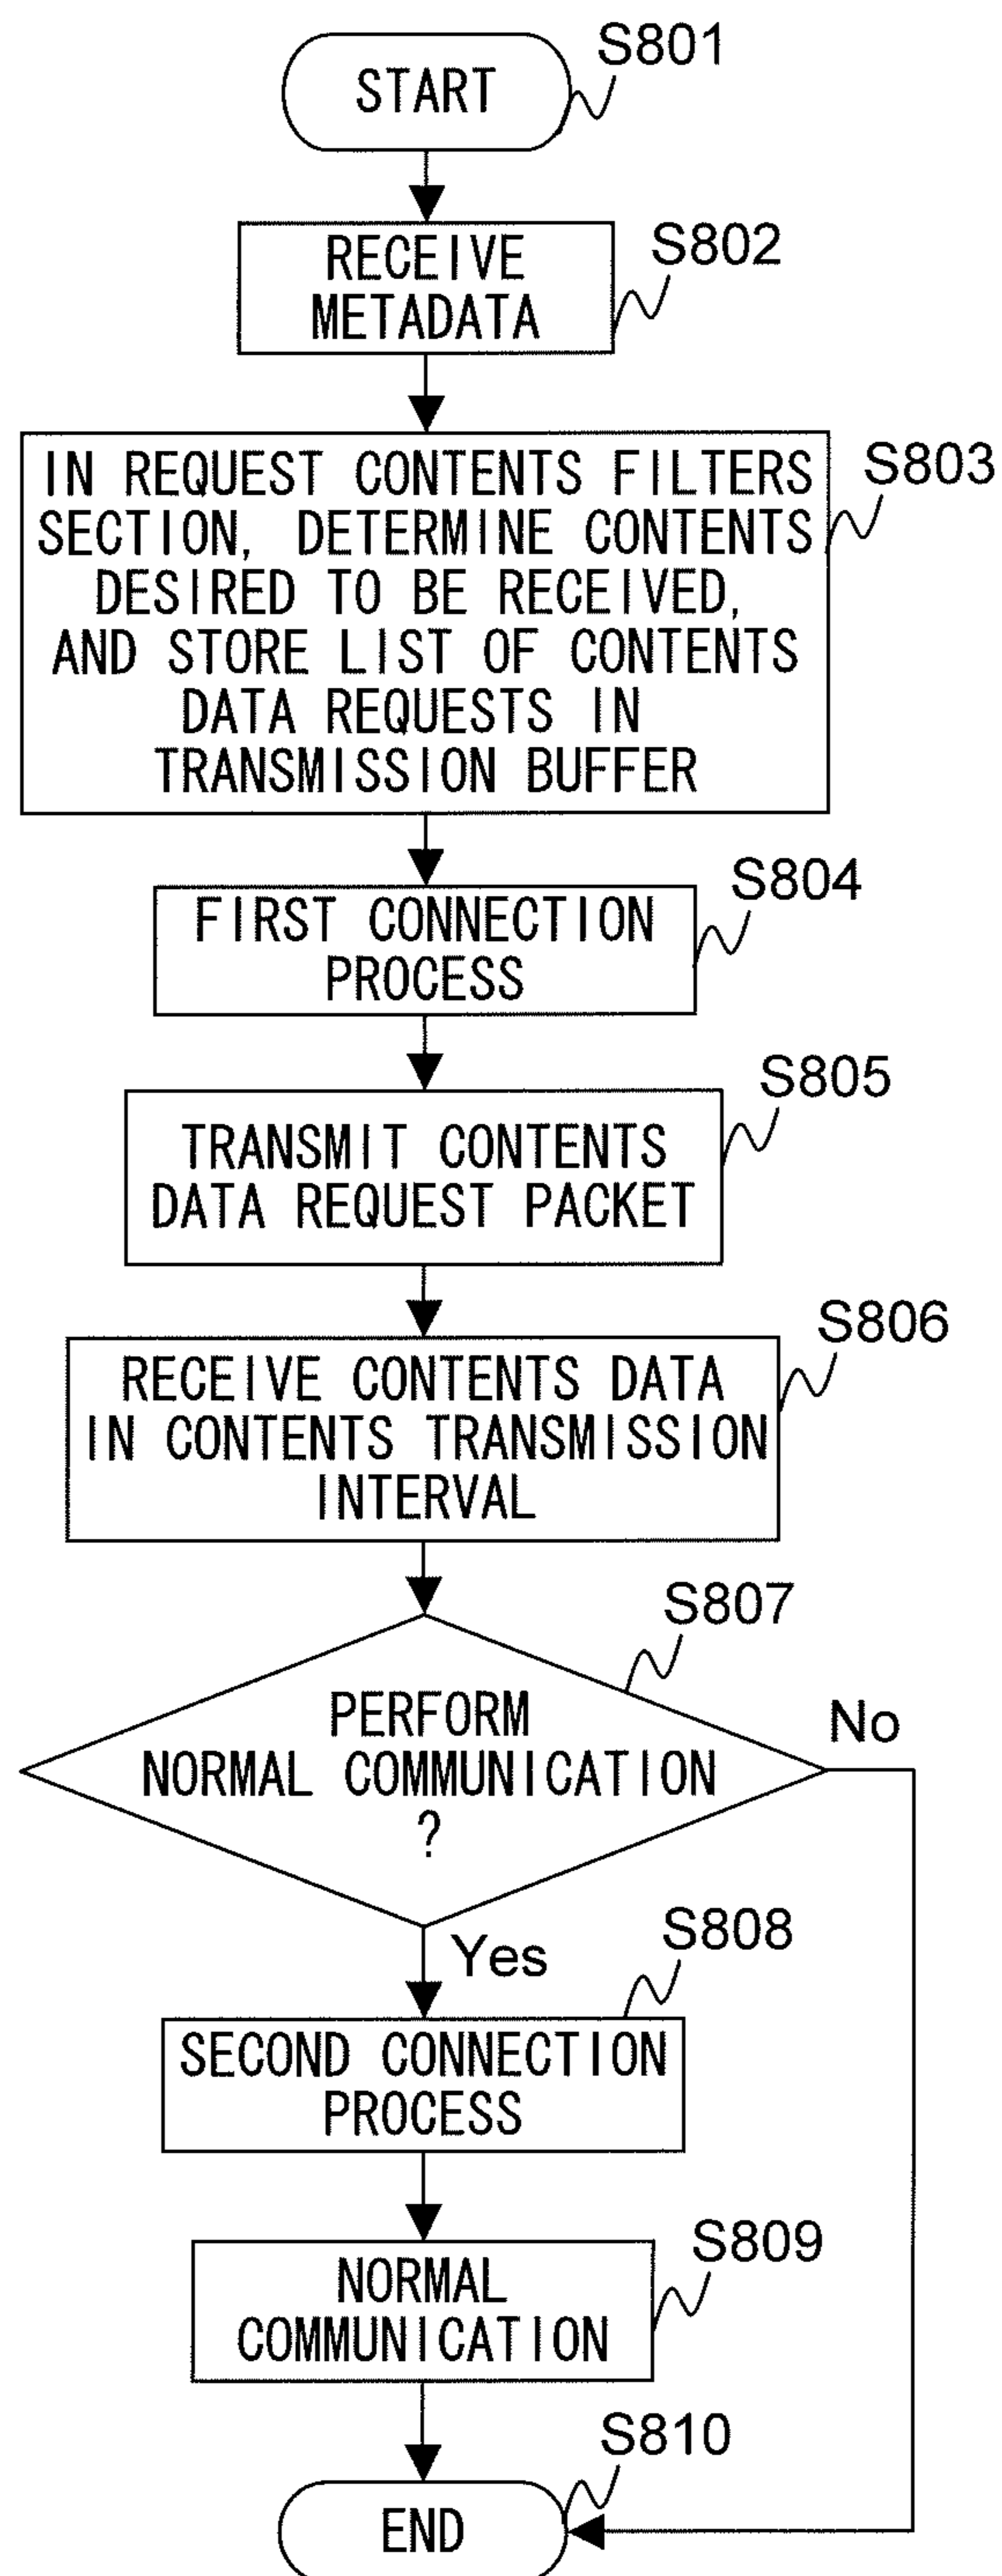 S801
START
S802
RECEIVE
METADATA
S803
IN REQUEST CONTENTS FILTERS
SECTION, DETERMINE CONTENTS
DESIRED TO BE RECEIVED,
AND STORE LIST OF CONTENTS
DATA REQUESTS IN
TRANSMISSION BUFFER
S804
FIRST CONNECTION
PROCESS
S805
TRANSMIT CONTENTS
DATA REQUEST PACKET
S806
RECEIVE CONTENTS DATA
IN CONTENTS TRANSMISSION
INTERVAL
S807
PERFORM
NORMAL COMMUNICATION
?
No
Yes
S808
SECOND CONNECTION
PROCESS
S809
NORMAL
COMMUNICATION
S810
END